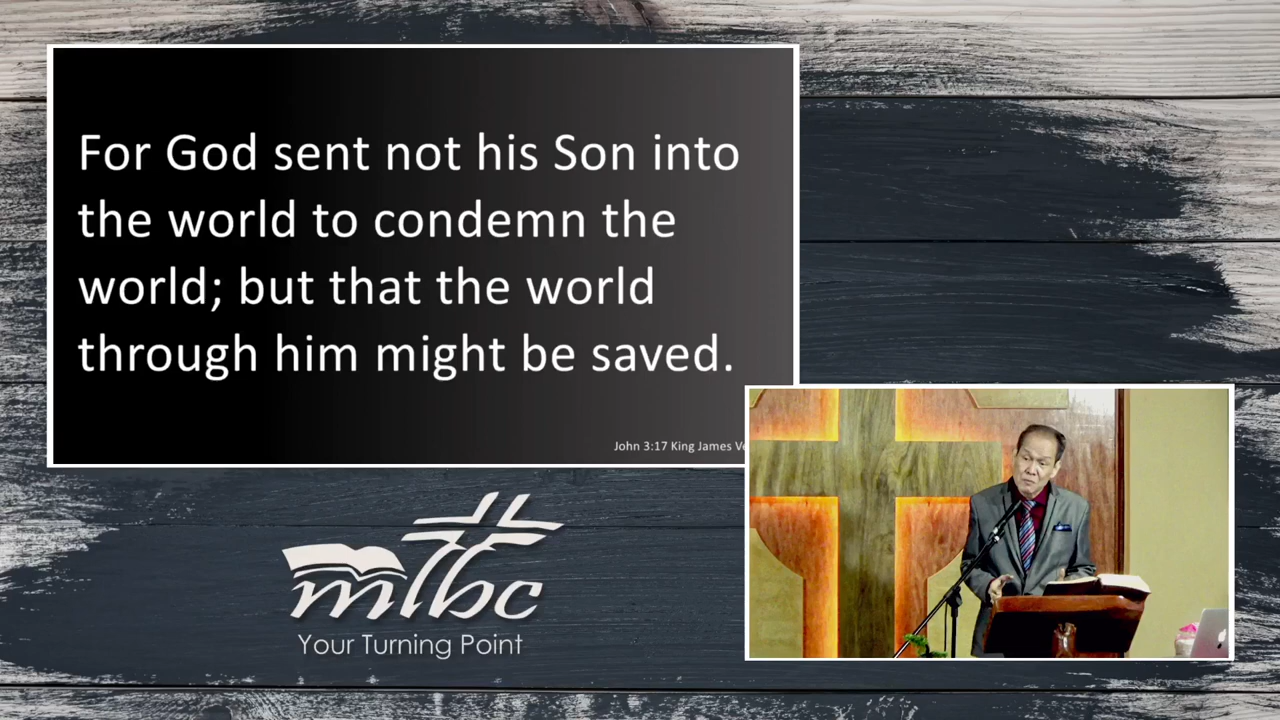 For God sent not his Son into
the world to condemn the
world; but that the world
through him might be saved.
John 3:17 King James
mlbc
Your Turning Point